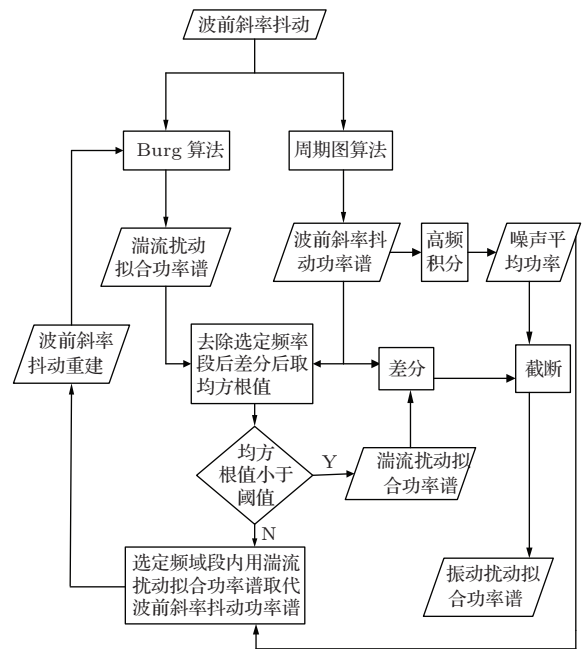 波前斜率抖动
Burg 算法
周期图算法
湍流扰动
拟合功率谱
波前斜率抖
动功率谱
高频
积分
噪声平
均功率
波前斜率
抖动重建
去除选定频率
段后差分后取
均方根值
差分
截断
均方
根值小于
阈值
Y
湍流扰动拟
合功率谱
N
选定频域段内用湍流
扰动拟合功率谱取代
波前斜率抖动功率谱
振动扰动拟
合功率谱